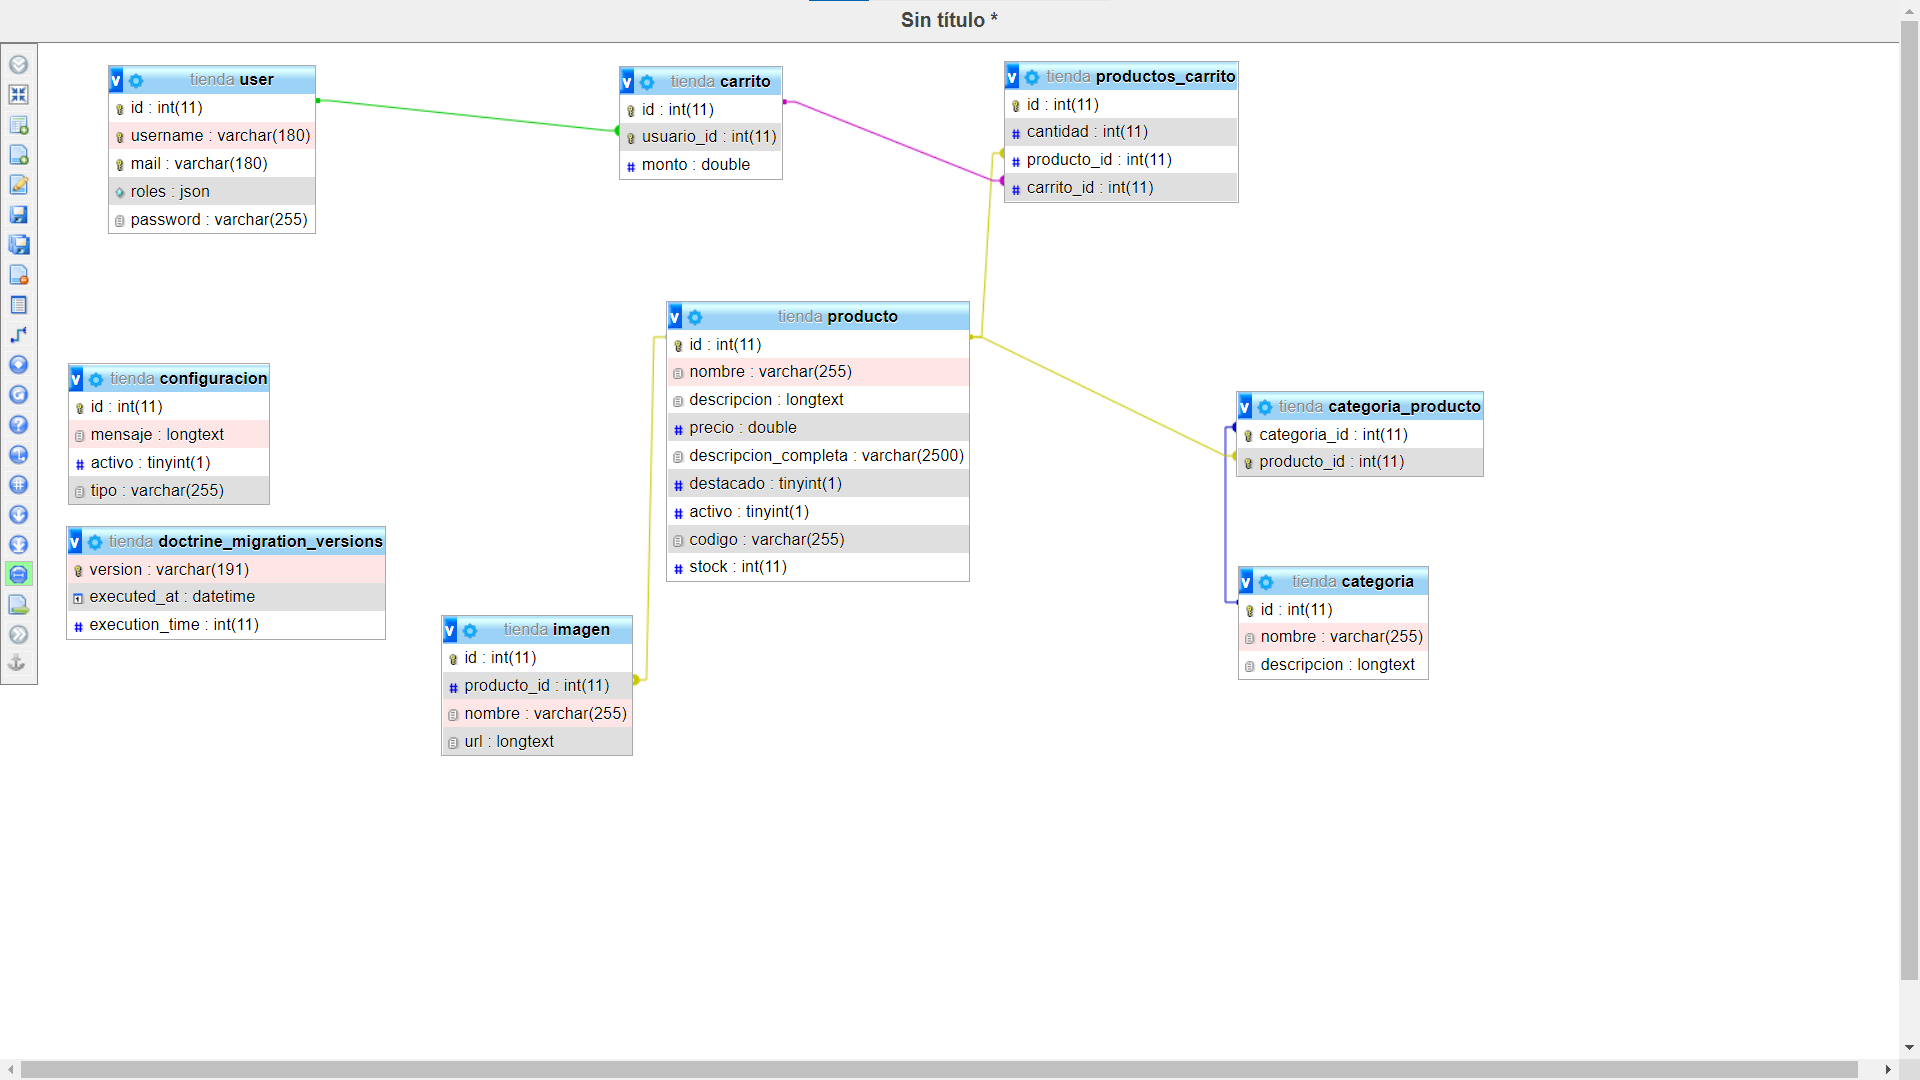 Sin título *
v tienda user
id : int(11)
username : varchar(180)
mail : varchar(180)
roles : json
password : varchar(255)
v tienda carrito
id : int(11)
# usuario_id : int(11)
# monto : double
v tienda productos_carrito
id : int(11)
# cantidad : int(11)
# producto_id : int(11)
# carrito_id : int(11)
v tienda producto
id : int(11)
nombre : varchar(255)
descripcion : longtext
# precio : double
descripcion_completa : varchar(2500)
# destacado : tinyint(1)
# activo : tinyint(1)
codigo : varchar(255)
# stock : int(11)
v tienda configuracion
id : int(11)
mensaje : longtext
# activo : tinyint(1)
tipo : varchar(255)
v tienda categoria_producto
categoria_id : int(11)
producto_id : int(11)
v tienda doctrine_migration_versions
version : varchar(191)
executed_at : datetime
# execution_time : int(11)
v tienda categoria
id : int(11)
nombre : varchar(255)
descripcion : longtext
v tienda imagen
id : int(11)
# producto_id : int(11)
nombre : varchar(255)
url : longtext